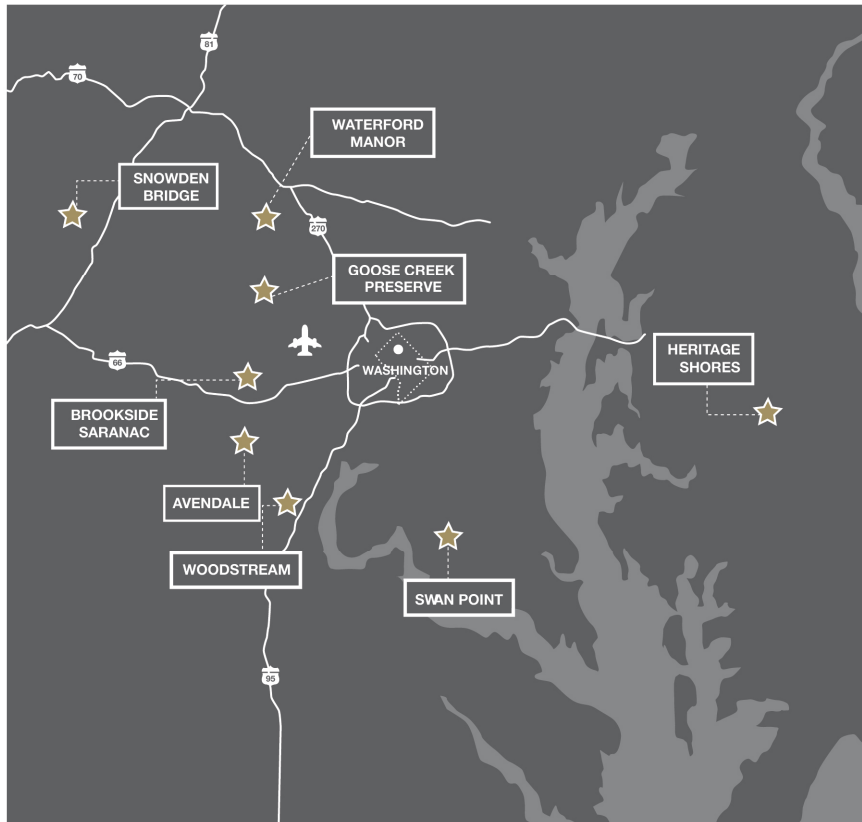 81
70
WATERFORD
MANOR
SNOWDEN
BRIDGE
270
GOOSE CREEK
PRESERVE
66
WASHINGTON
HERITAGE
SHORES
BROOKSIDE
SARANAC
AVENDALE
WOODSTREAM
SWAN POINT
95